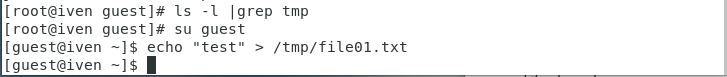 [root@iven guest]# ls -l |grep tmp
[root@iven guest]# su guest
[guest@iven ~]$ echo "test" > /tmp/file01.txt
[guest@iven ~]$